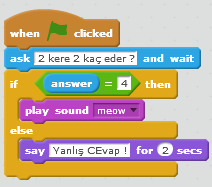 when clicked
ask 2 kere 2 kaç eder ? and wait
if answer = 4 then
play sound meow
else
say Yanlış CEvap ! for 2 secs